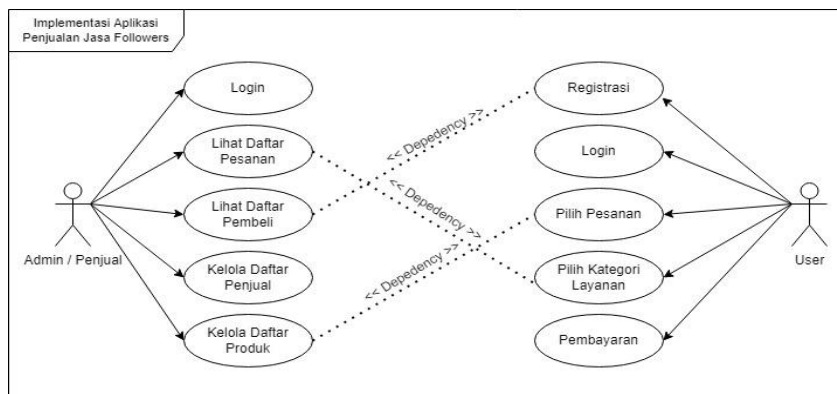 Implementasi Aplikasi
Penjualan Jasa Followers
Login
Lihat Daftar
Pesanan
Lihat Daftar
Pembeli
Kelola Daftar
Penjual
Kelola Daftar
Produk
Admin / Penjual
<< Depedency >>
<< Depedency >>
<< Depedency >>
Registrasi
Login
Pilih Pesanan
Pilih Kategori
Layanan
Pembayaran
User